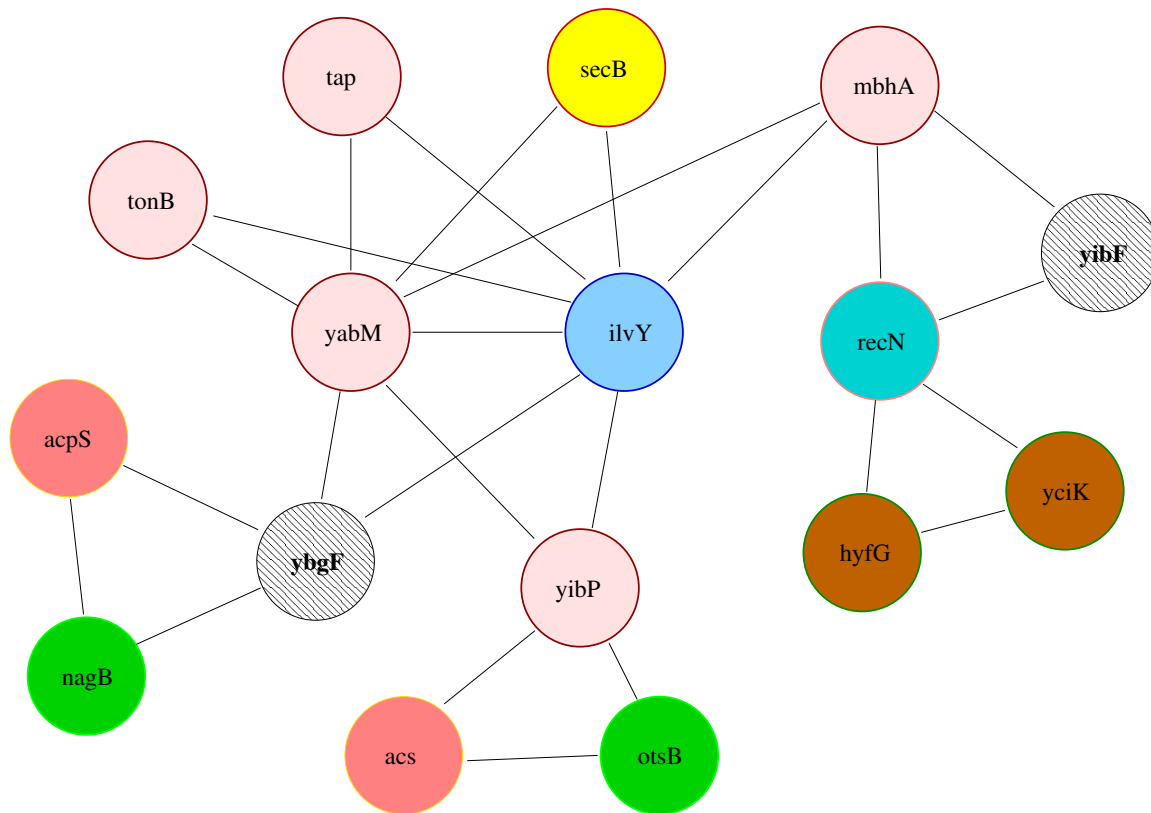 tap
secB
mbhA
tonB
yibF
yabM
ilvY
recN
acpS
yciK
hyfG
ybgF
yibP
nagB
acs
otsB